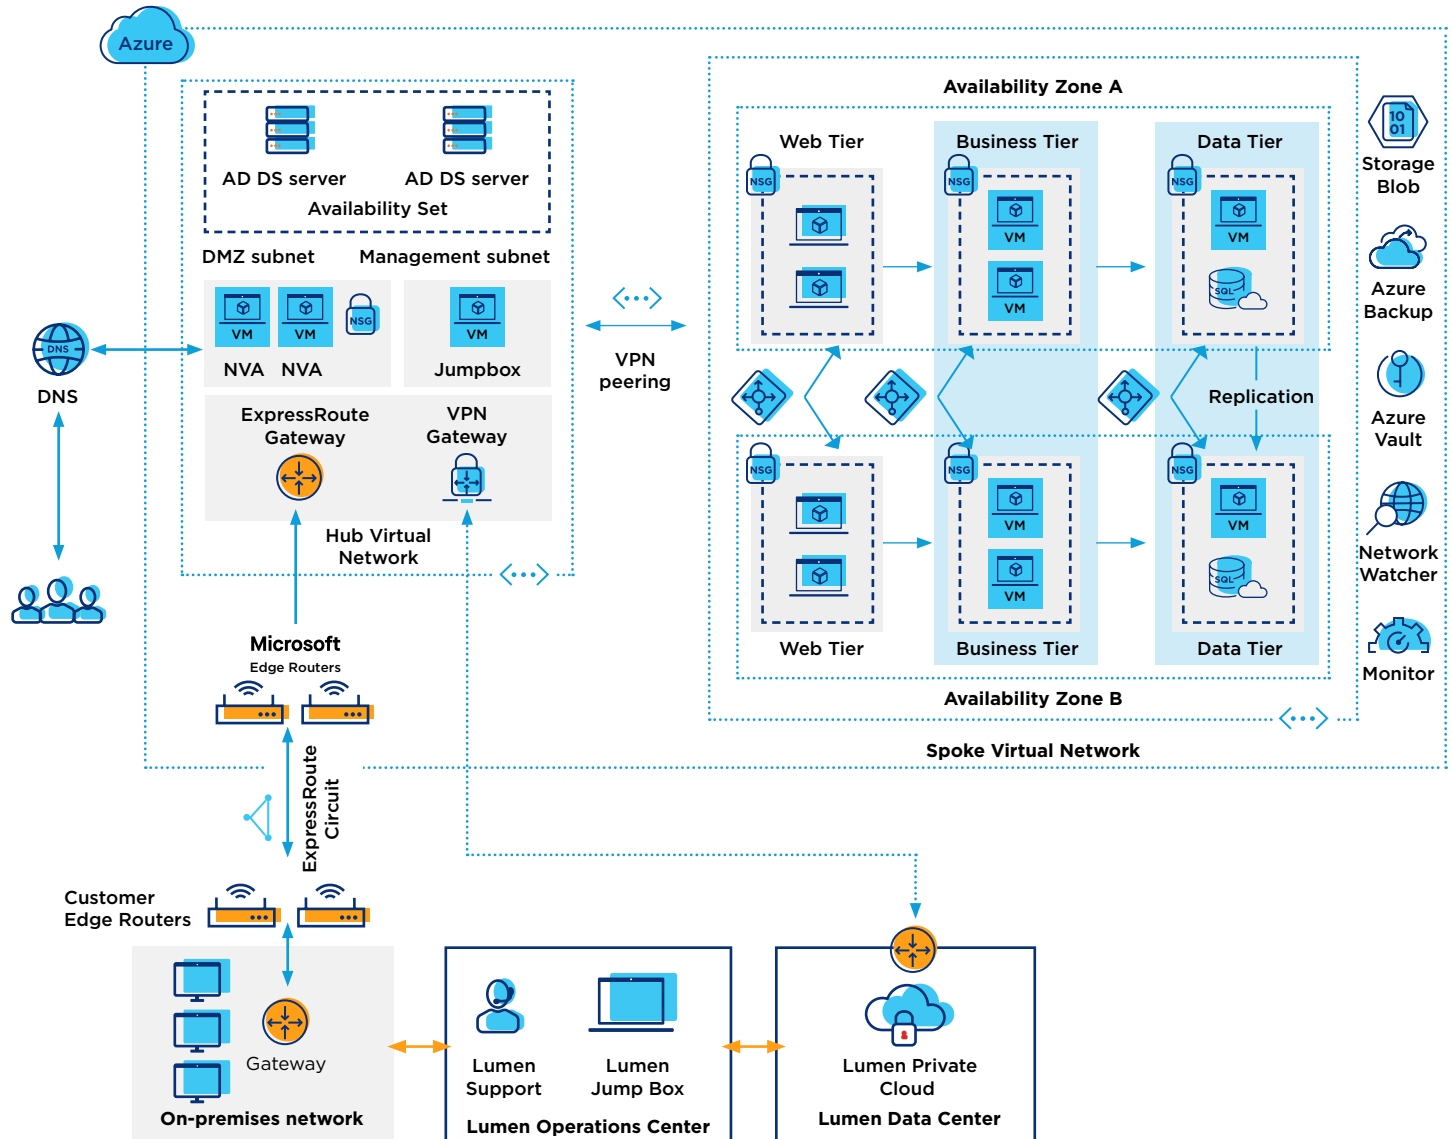 Azure
AD DS server
AD DS server
Availability Set
DMZ subnet
Management subnet
VM
VM
NSG
VM
NVA
NVA
Jumpbox
ExpressRoute
Gateway
VPN
Gateway
Hub Virtual
Network
DNS
DNS
VPN
peering
Availability Zone A
Web Tier
Business Tier
Data Tier
NSG
NSG
NSG
VM
VM
VM
SQL
Replication
NSG
NSG
NSG
VM
VM
VM
SQL
Web Tier
Business Tier
Data Tier
Availability Zone B
Spoke Virtual Network
10
01
Storage
Blob
Azure
Backup
Azure
Vault
Network
Watcher
Monitor
Microsoft
Edge Routers
ExpressRoute
Circuit
Customer
Edge Routers
Gateway
On-premises network
Lumen
Support
Lumen
Jump Box
Lumen Operations Center
Lumen Private
Cloud
Lumen Data Center